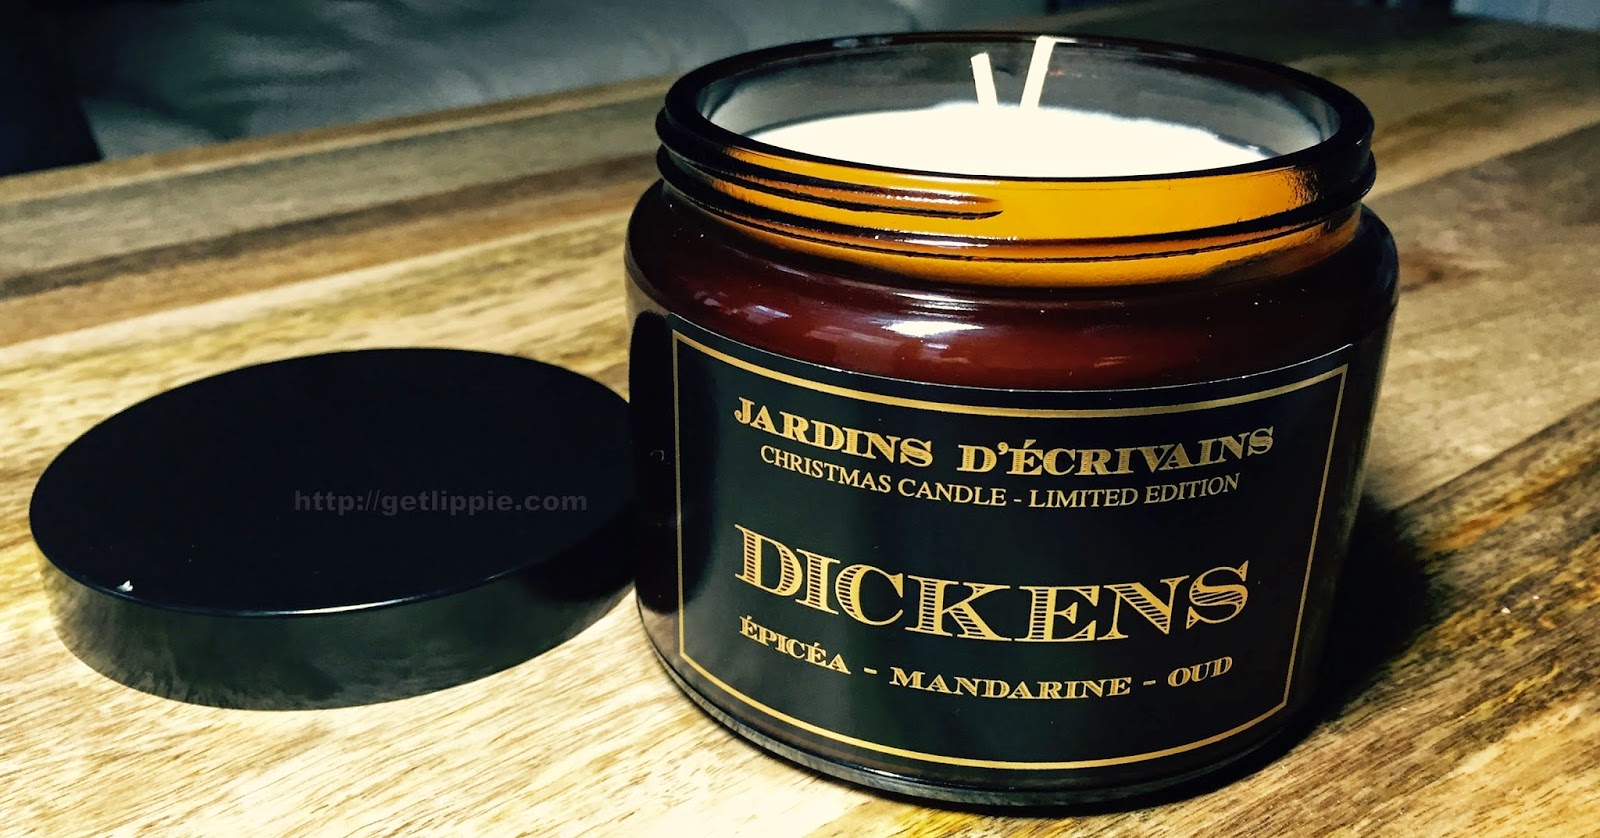 JARDINS D'ÉCRIVAINS
CHRISTMAS CANDLE - LIMITED EDITION
DICKENS
ÉPICÉA - MANDARINE - OUD
http://getlippie.com